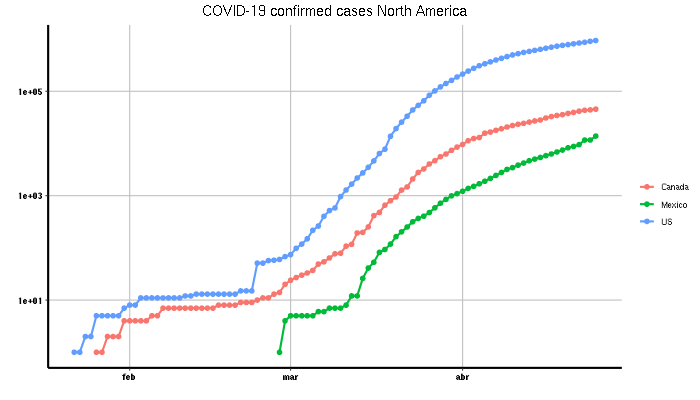 COVID-19 confirmed cases North America
1e+05
1e+03
1e+01
feb
mar
abr
Canada
Mexico
US